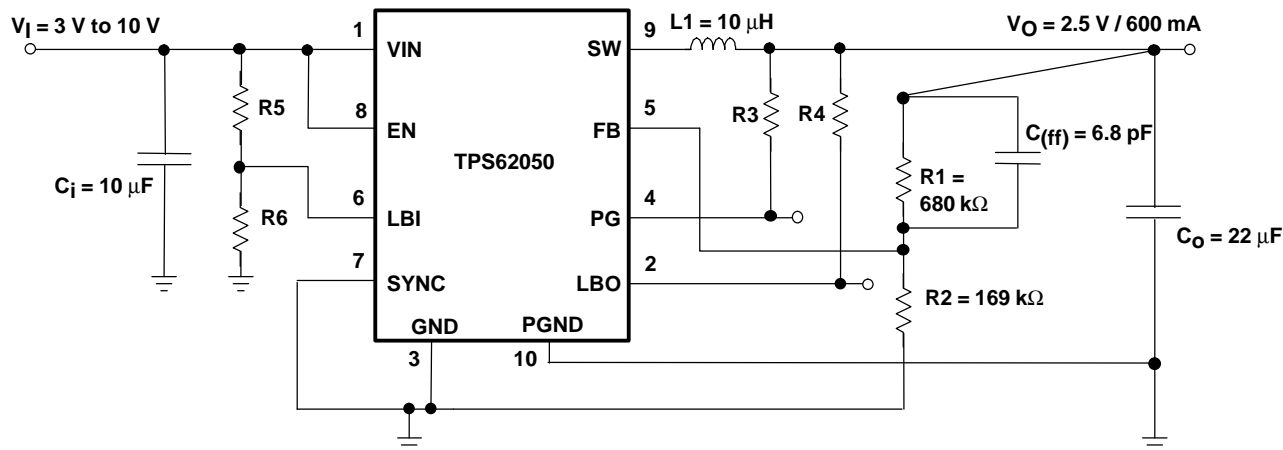 V_I = 3 V to 10 V
1
VIN
SW
9
L1 = 10 µH
V_O = 2.5 V / 600 mA
R5
8
EN
FB
5
R3
R4
C_(ff) = 6.8 pF
TPS62050
C_i = 10 µF
R6
6
LBI
PG
4
R1 =
680 kΩ
C_O = 22 µF
7
SYNC
LBO
2
R2 = 169 kΩ
GND
PGND
3
10